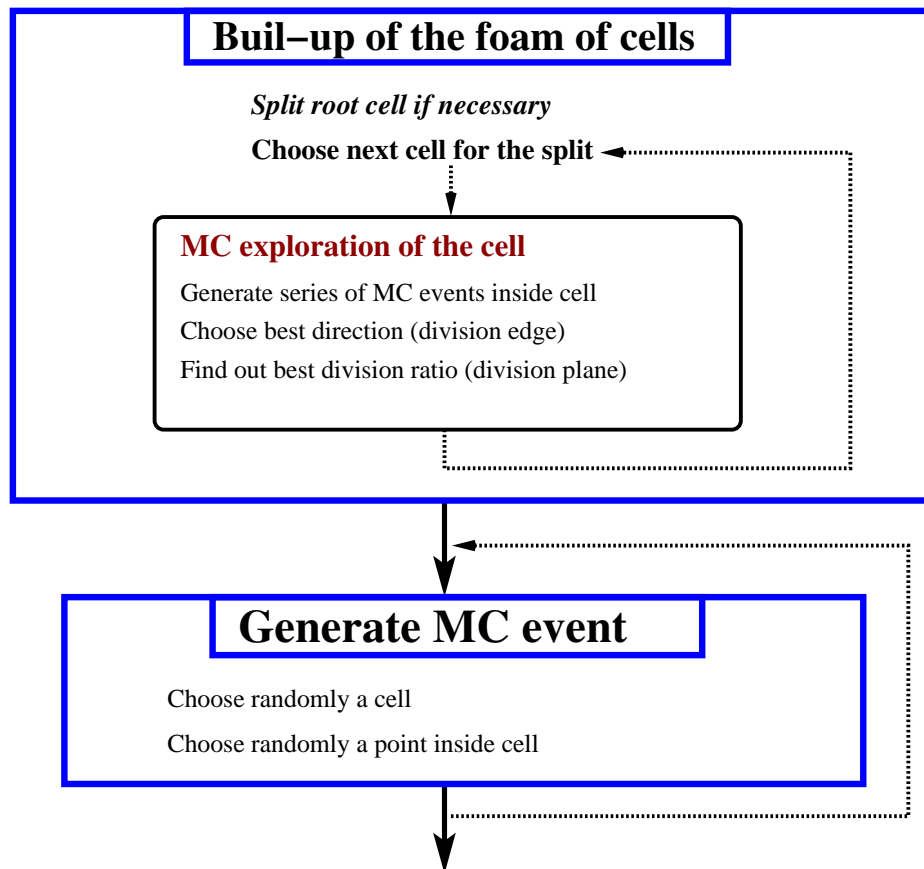 Buil−up of the foam of cells
Split root cell if necessary
Choose next cell for the split
MC exploration of the cell
Generate series of MC events inside cell
Choose best direction (division edge)
Find out best division ratio (division plane)
Generate MC event
Choose randomly a cell
Choose randomly a point inside cell